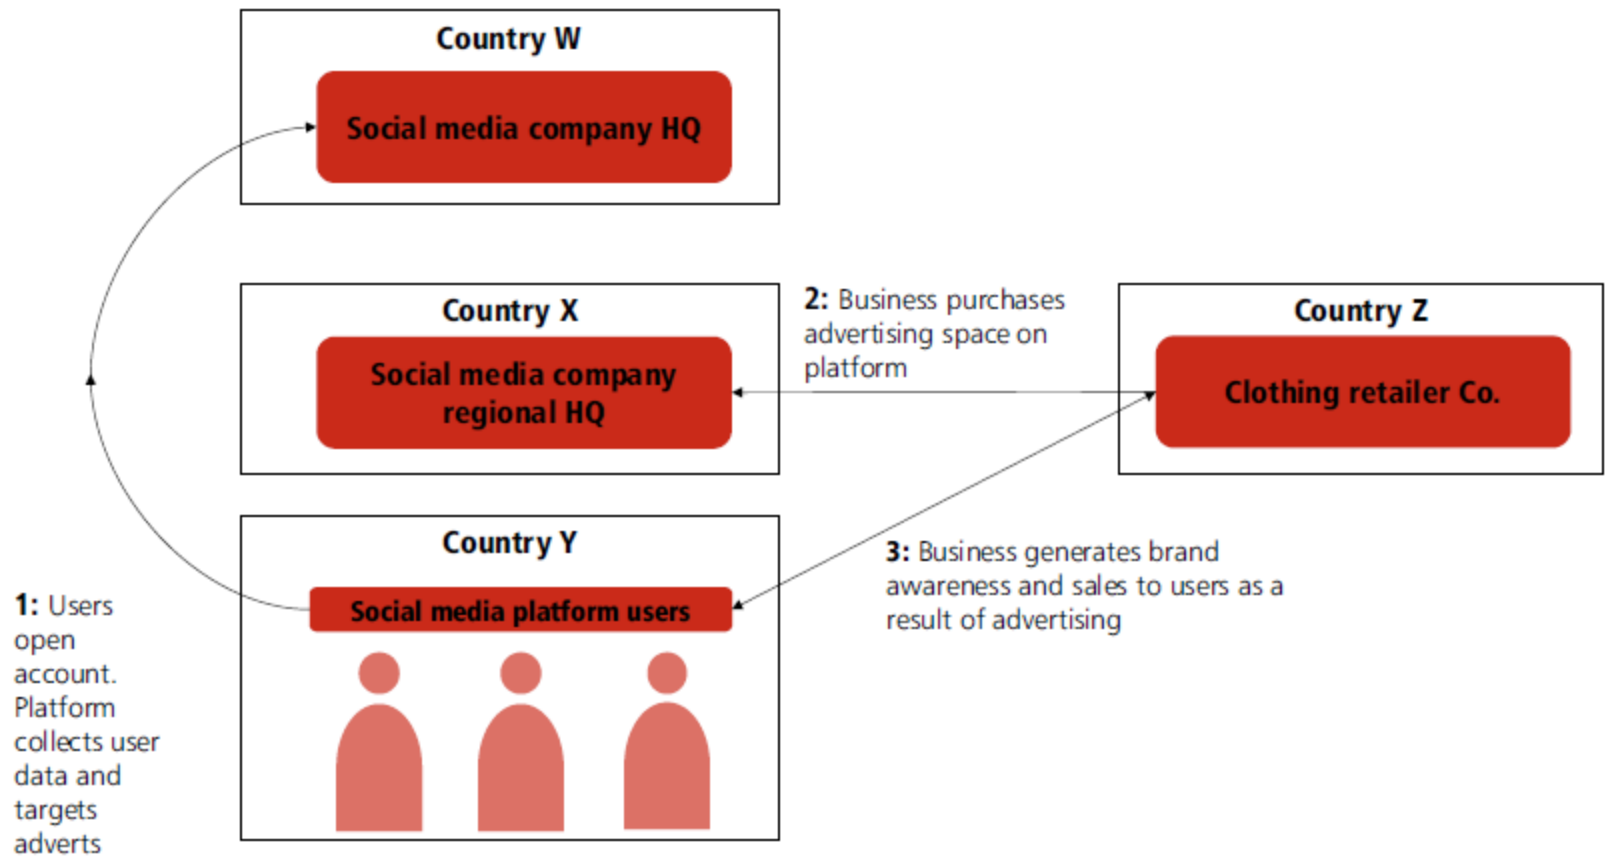 Country W
Social media company HQ
Country X
Social media company
regional HQ
2: Business purchases
advertising space on
platform
Country Z
Clothing retailer Co.
Country Y
Social media platform users
3: Business generates brand
awareness and sales to users as a
result of advertising
1: Users
open
account.
Platform
collects user
data and
targets
adverts